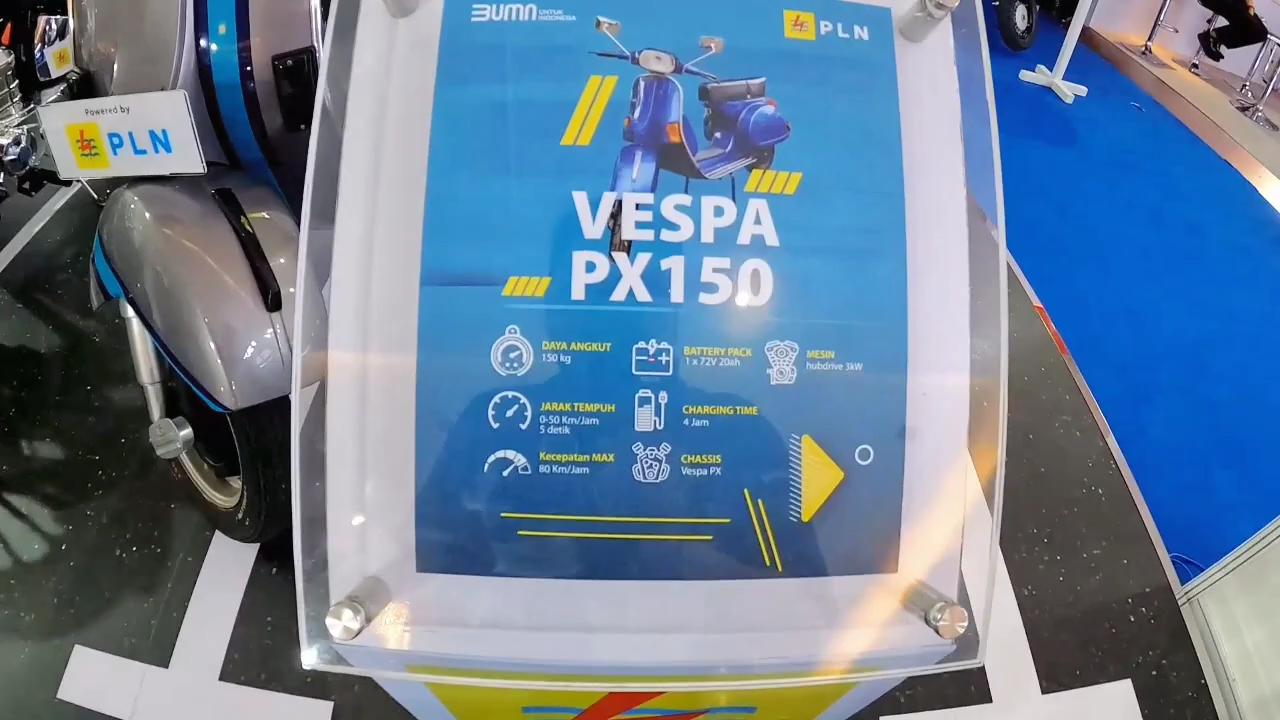 BUMN UNTUK
INDONESIA
PLN
Powered by
PLN
VESPA
PX150
DAYA ANGKUT
150 kg
BATTERY PACK
1 x 72V 20ah
MESIN
hubdrive 3kW
JARAK TEMPUH
0-50 Km/Jam
5 detik
CHARGING TIME
4 Jam
Kecepatan MAX
80 Km/Jam
CHASSIS
Vespa PX